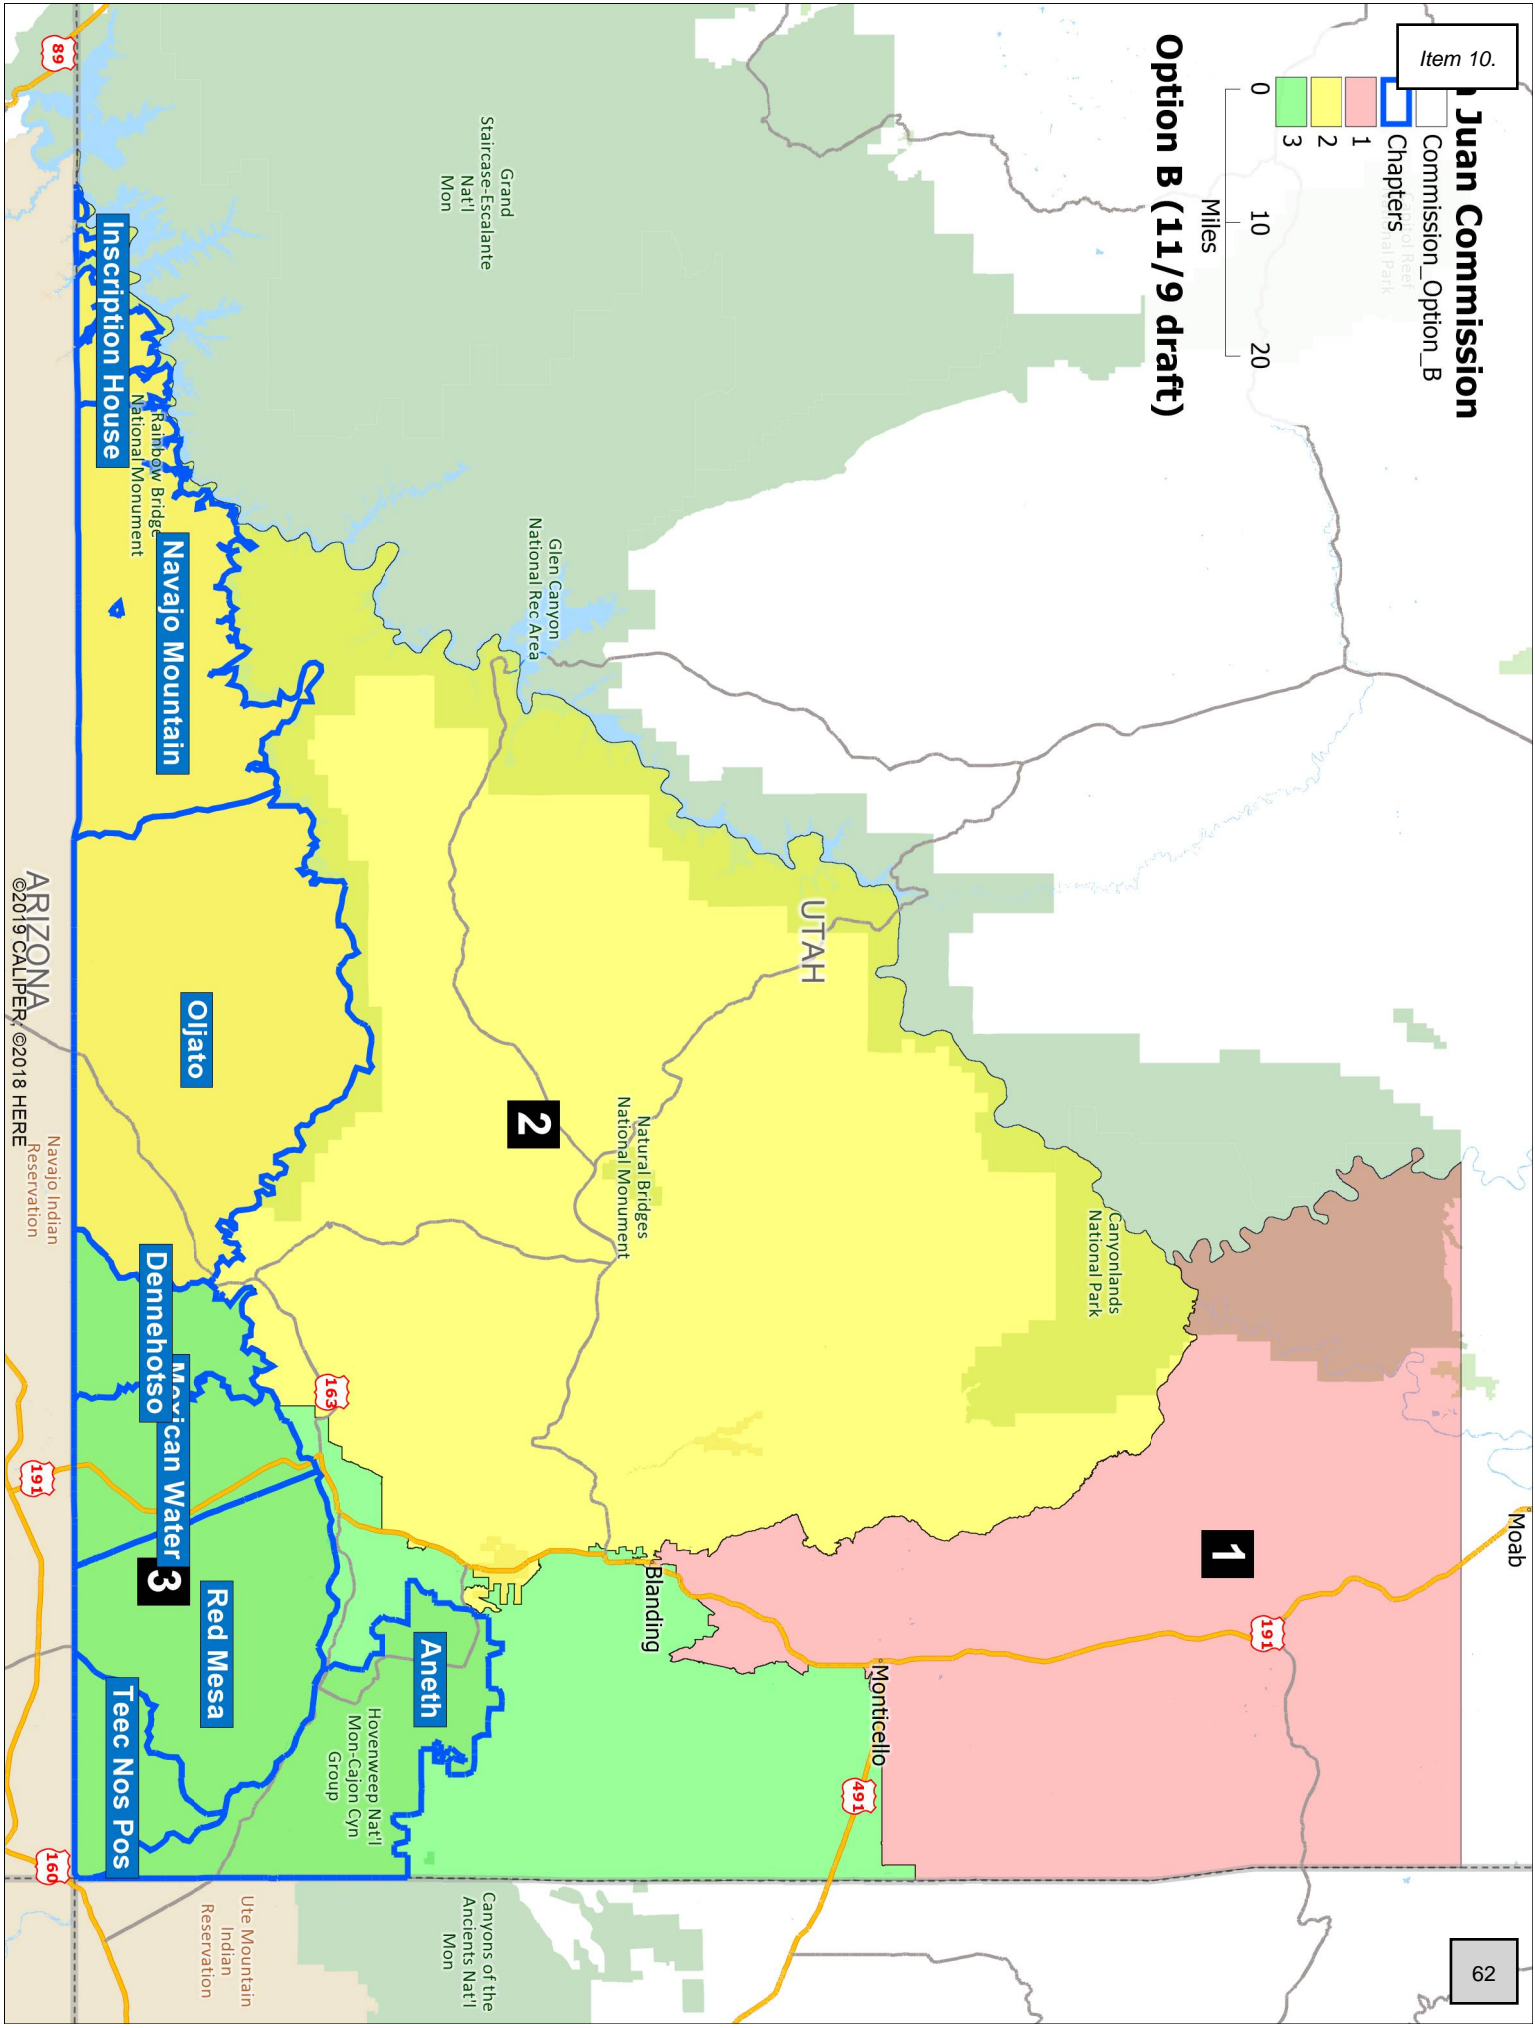 Item 10.
Juan Commission
Commission_Option_B
Chapters
1
2
3
0 10 20
Miles
Option B (11/9 draft)
Capitol Reef
National Park
Moab
1
191
Canyonlands
National Park
UTAH
Monticello
491
Blanding
Natural Bridges
National Monument
2
Glen Canyon
National Rec Area
Grand
Staircase-Escalante
Nat'l
Mon
Canyons of the
Ancients Nat'l
Mon
Aneth
Hovenweep Nat'l
Mon-Cajon Cyn
Group
163
Ute Mountain
Indian
Reservation
Red Mesa
Oljato
Navajo Mountain
Mexican Water
3
Dennehotso
Rainbow Bridge
National Monument
Inscription House
Teec Nos Pos
89
191
160
Navajo Indian
Reservation
ARIZONA
©2019 CALIPER; ©2018 HERE
62